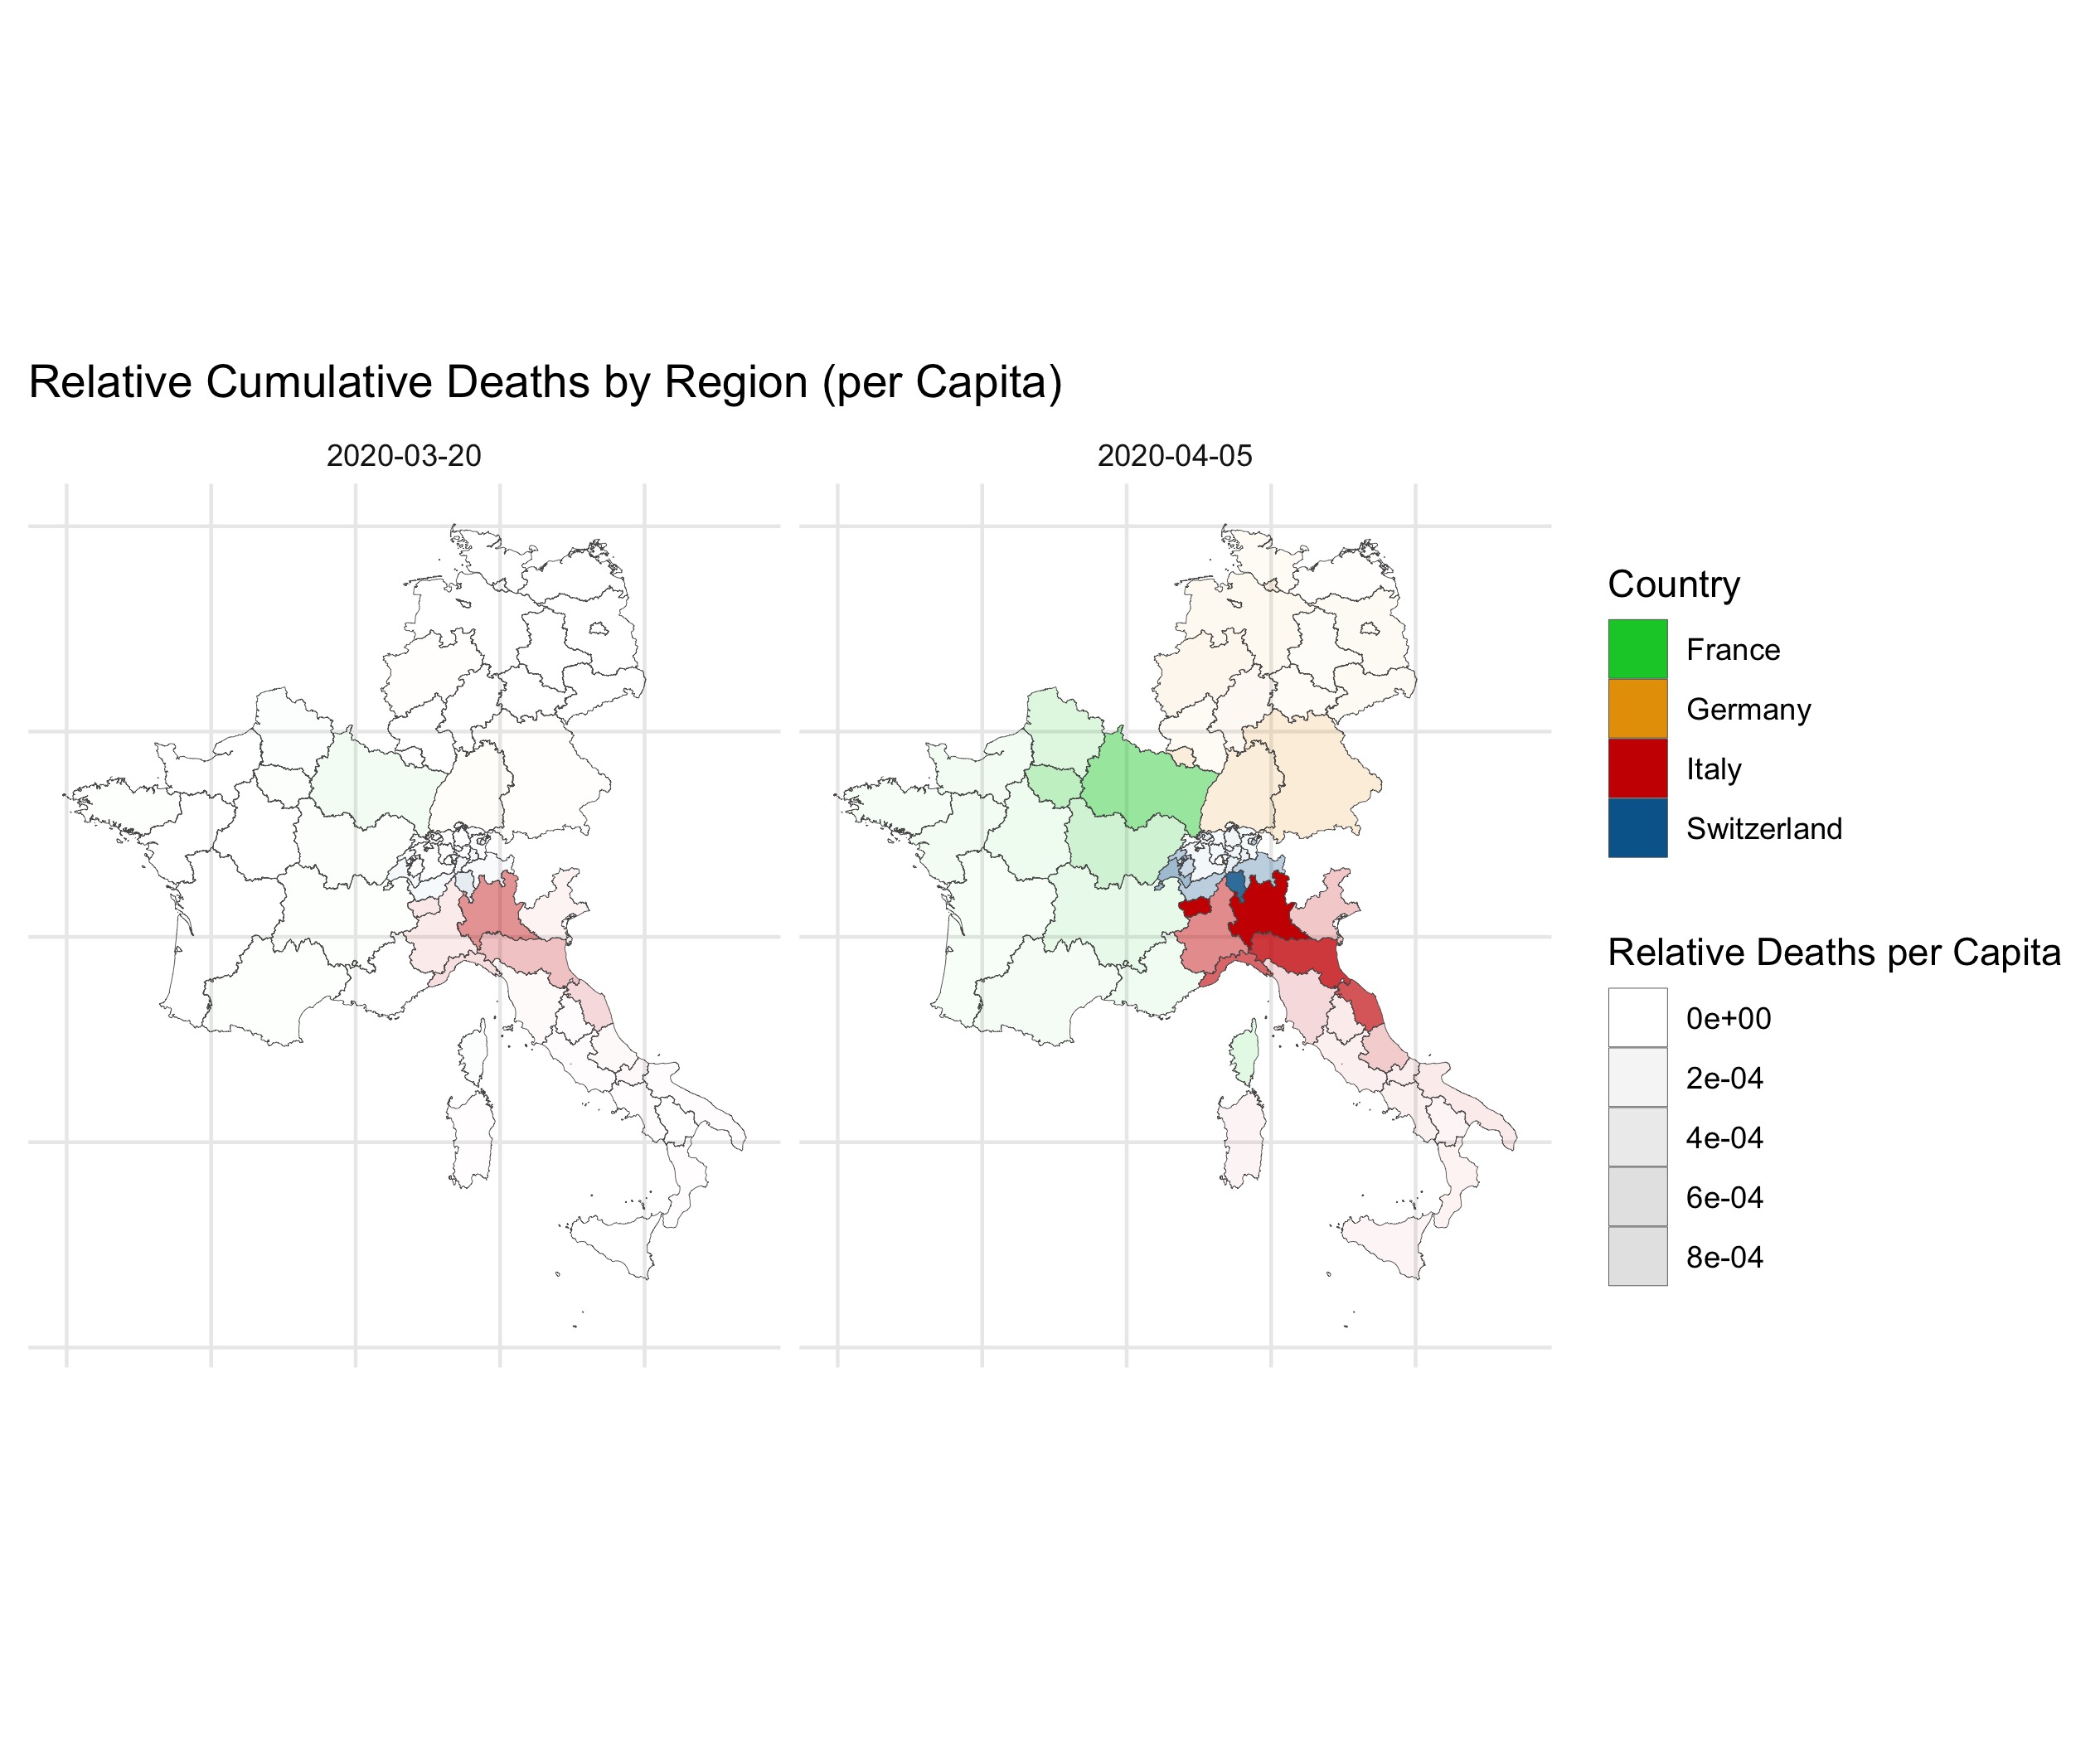 Relative Cumulative Deaths by Region (per Capita)
2020-03-20
2020-04-05
Country
France
Germany
Italy
Switzerland
Relative Deaths per Capita
0e+00
2e-04
4e-04
6e-04
8e-04